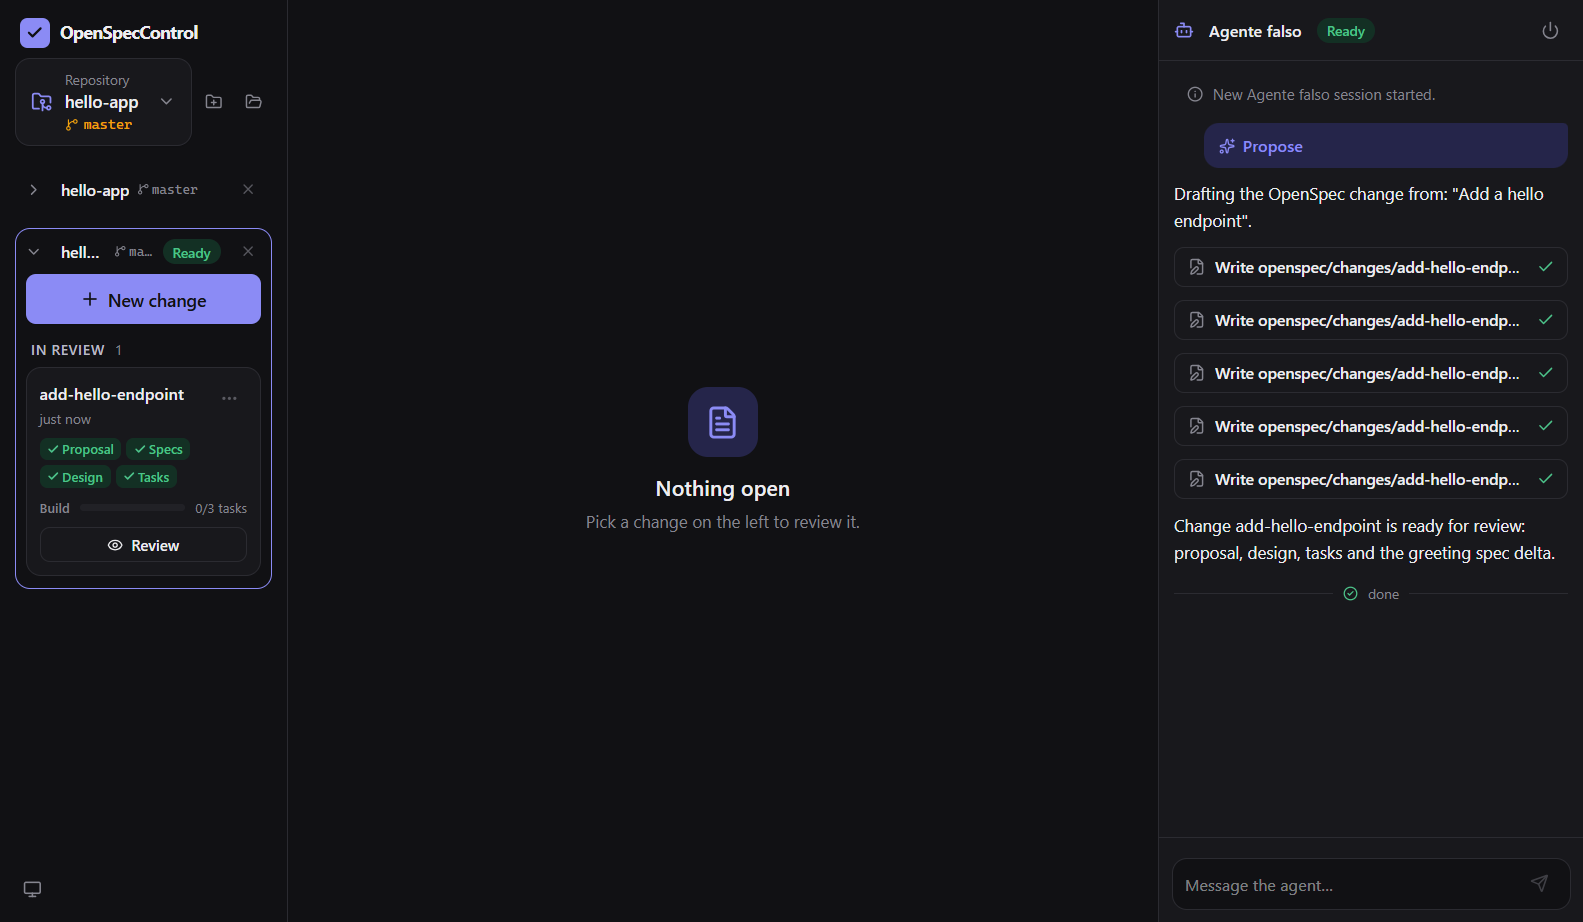 OpenSpecControl
Repository
hello-app
master
hello-app master
hell... ma... Ready
New change
IN REVIEW 1
add-hello-endpoint
just now
Proposal
Specs
Design
Tasks
Build 0/3 tasks
Review
Nothing open
Pick a change on the left to review it.
Agente falso Ready
New Agente falso session started.
Propose
Drafting the OpenSpec change from: "Add a hello
endpoint".
Write openspec/changes/add-hello-endp...
Write openspec/changes/add-hello-endp...
Write openspec/changes/add-hello-endp...
Write openspec/changes/add-hello-endp...
Write openspec/changes/add-hello-endp...
Change add-hello-endpoint is ready for review:
proposal, design, tasks and the greeting spec delta.
done
Message the agent...